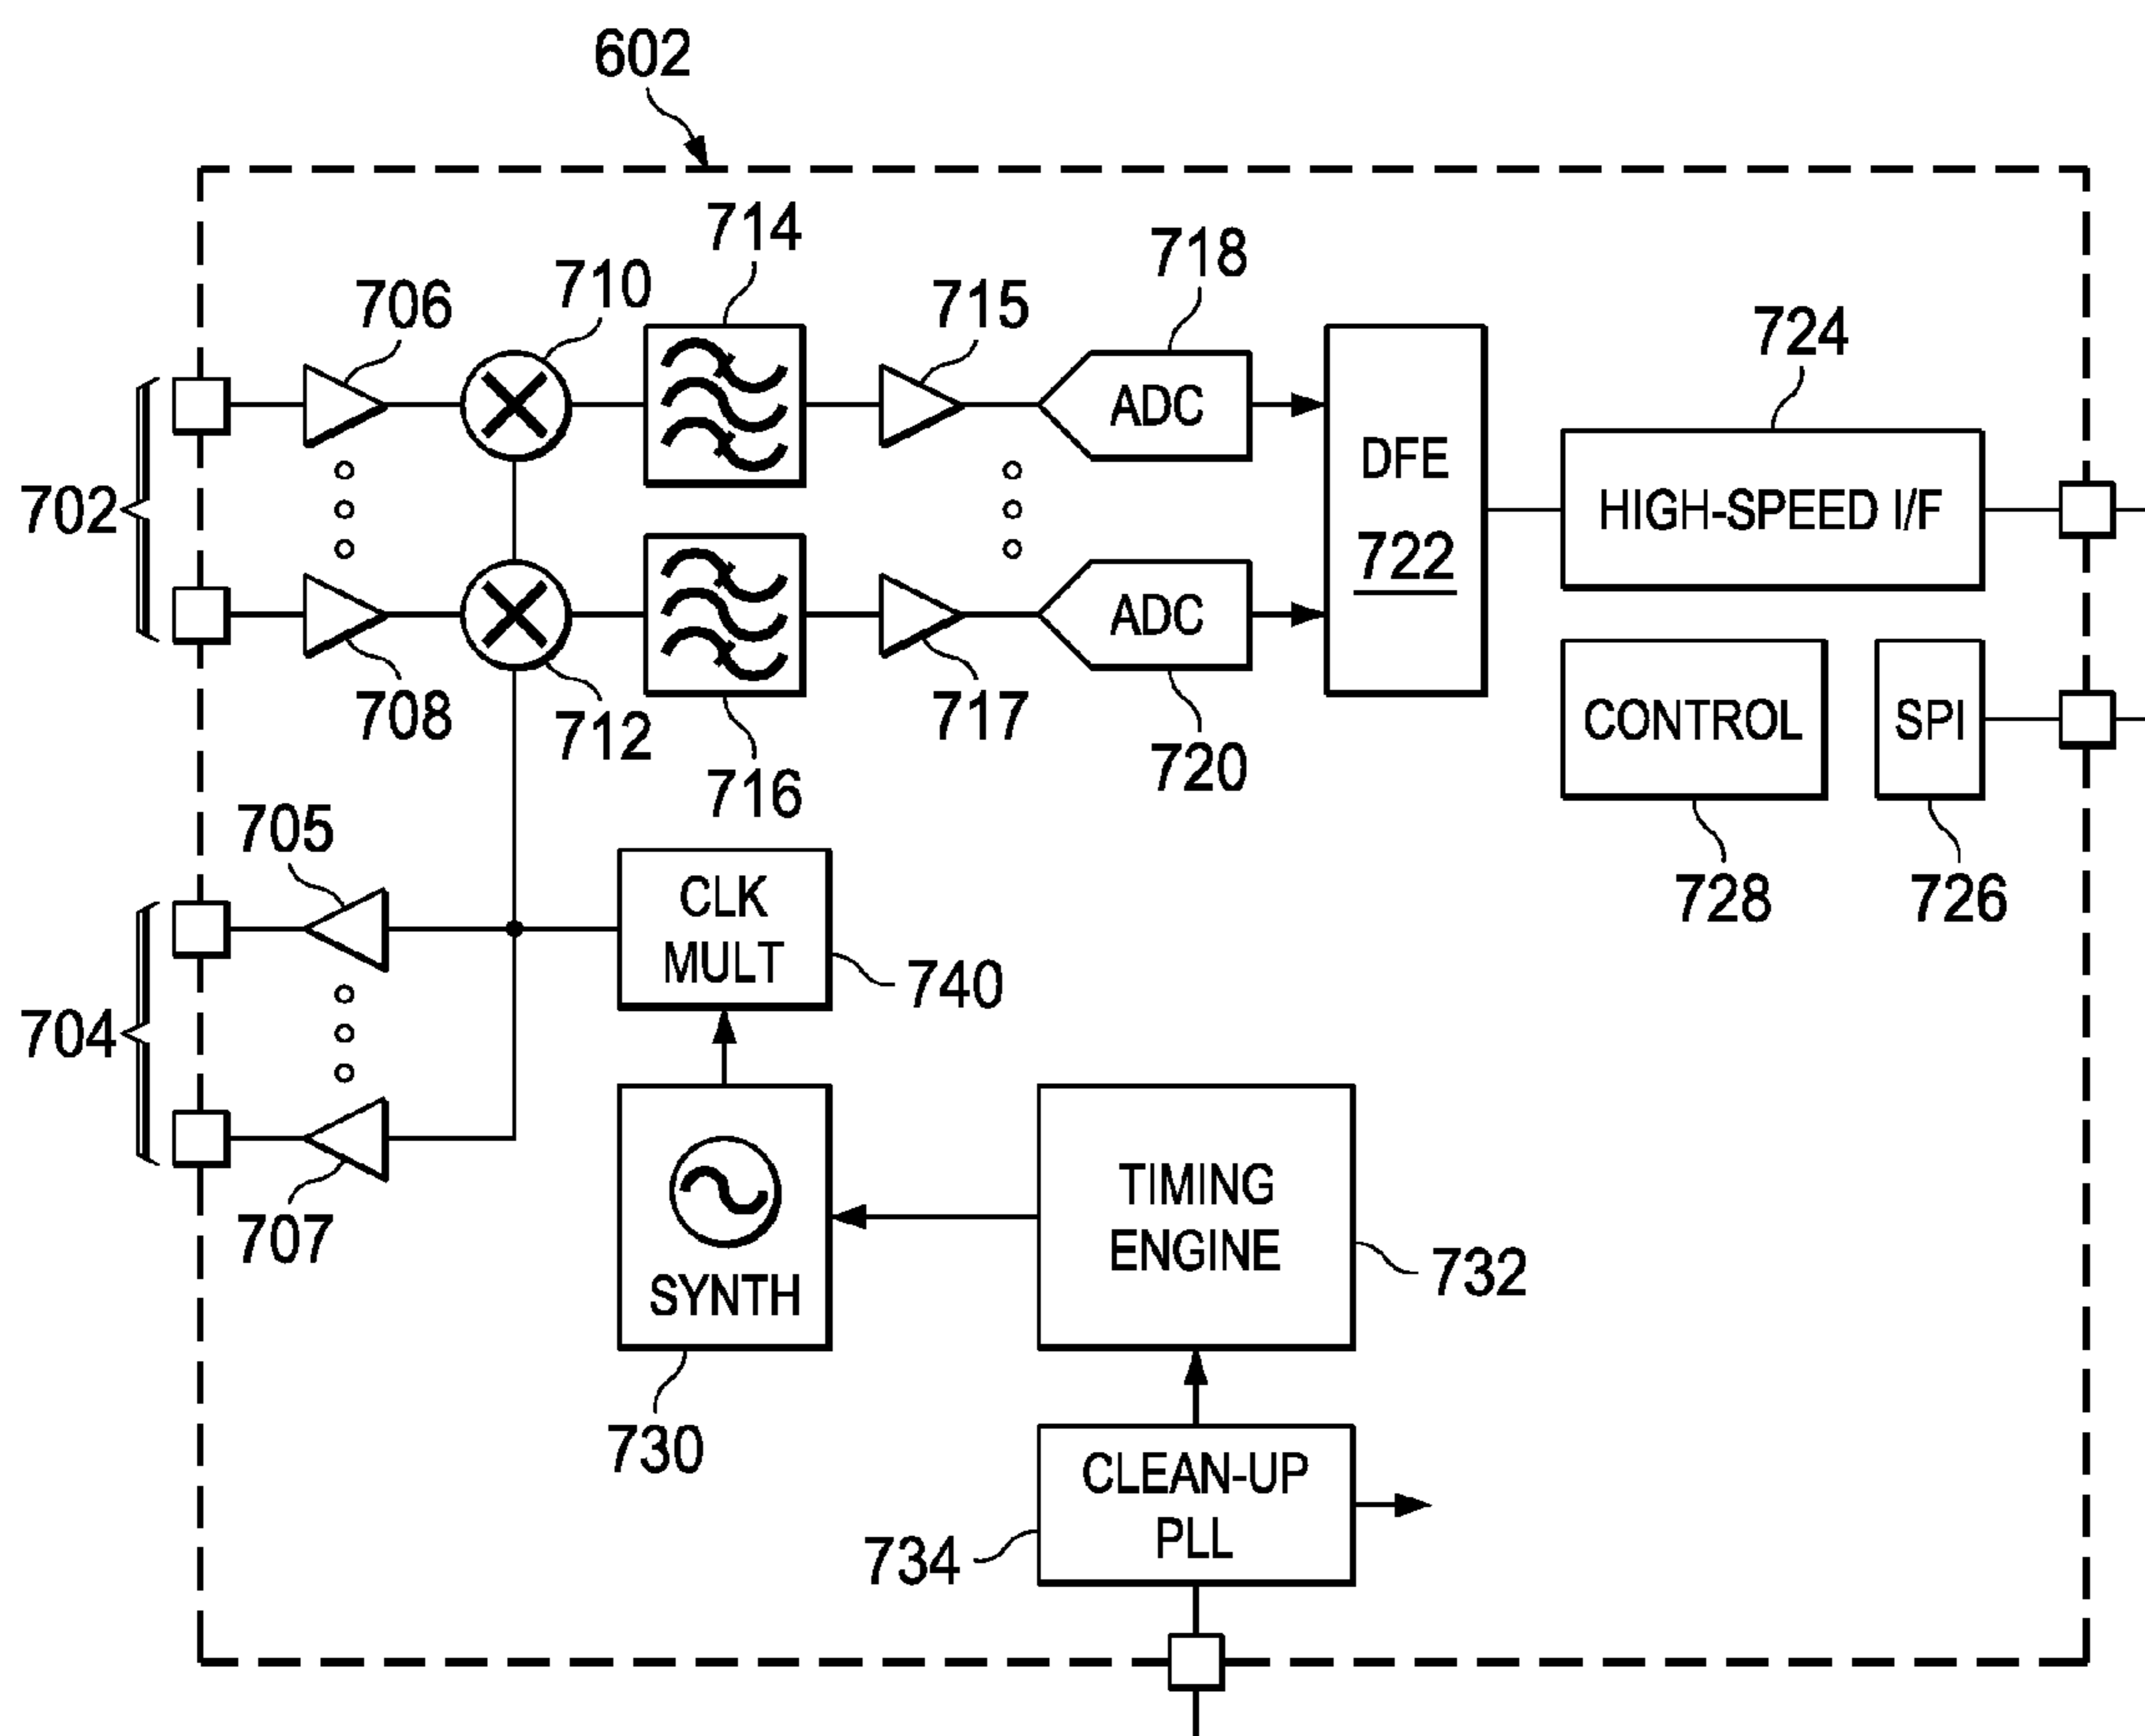 602
714
718
710
706
715
724
ADC
DFE
722
HIGH-SPEED I/F
702
ADC
CONTROL
SPI
708
712
717
720
716
705
728
726
CLK
MULT
740
704
TIMING
ENGINE
707
SYNTH
732
730
CLEAN-UP
PLL
734